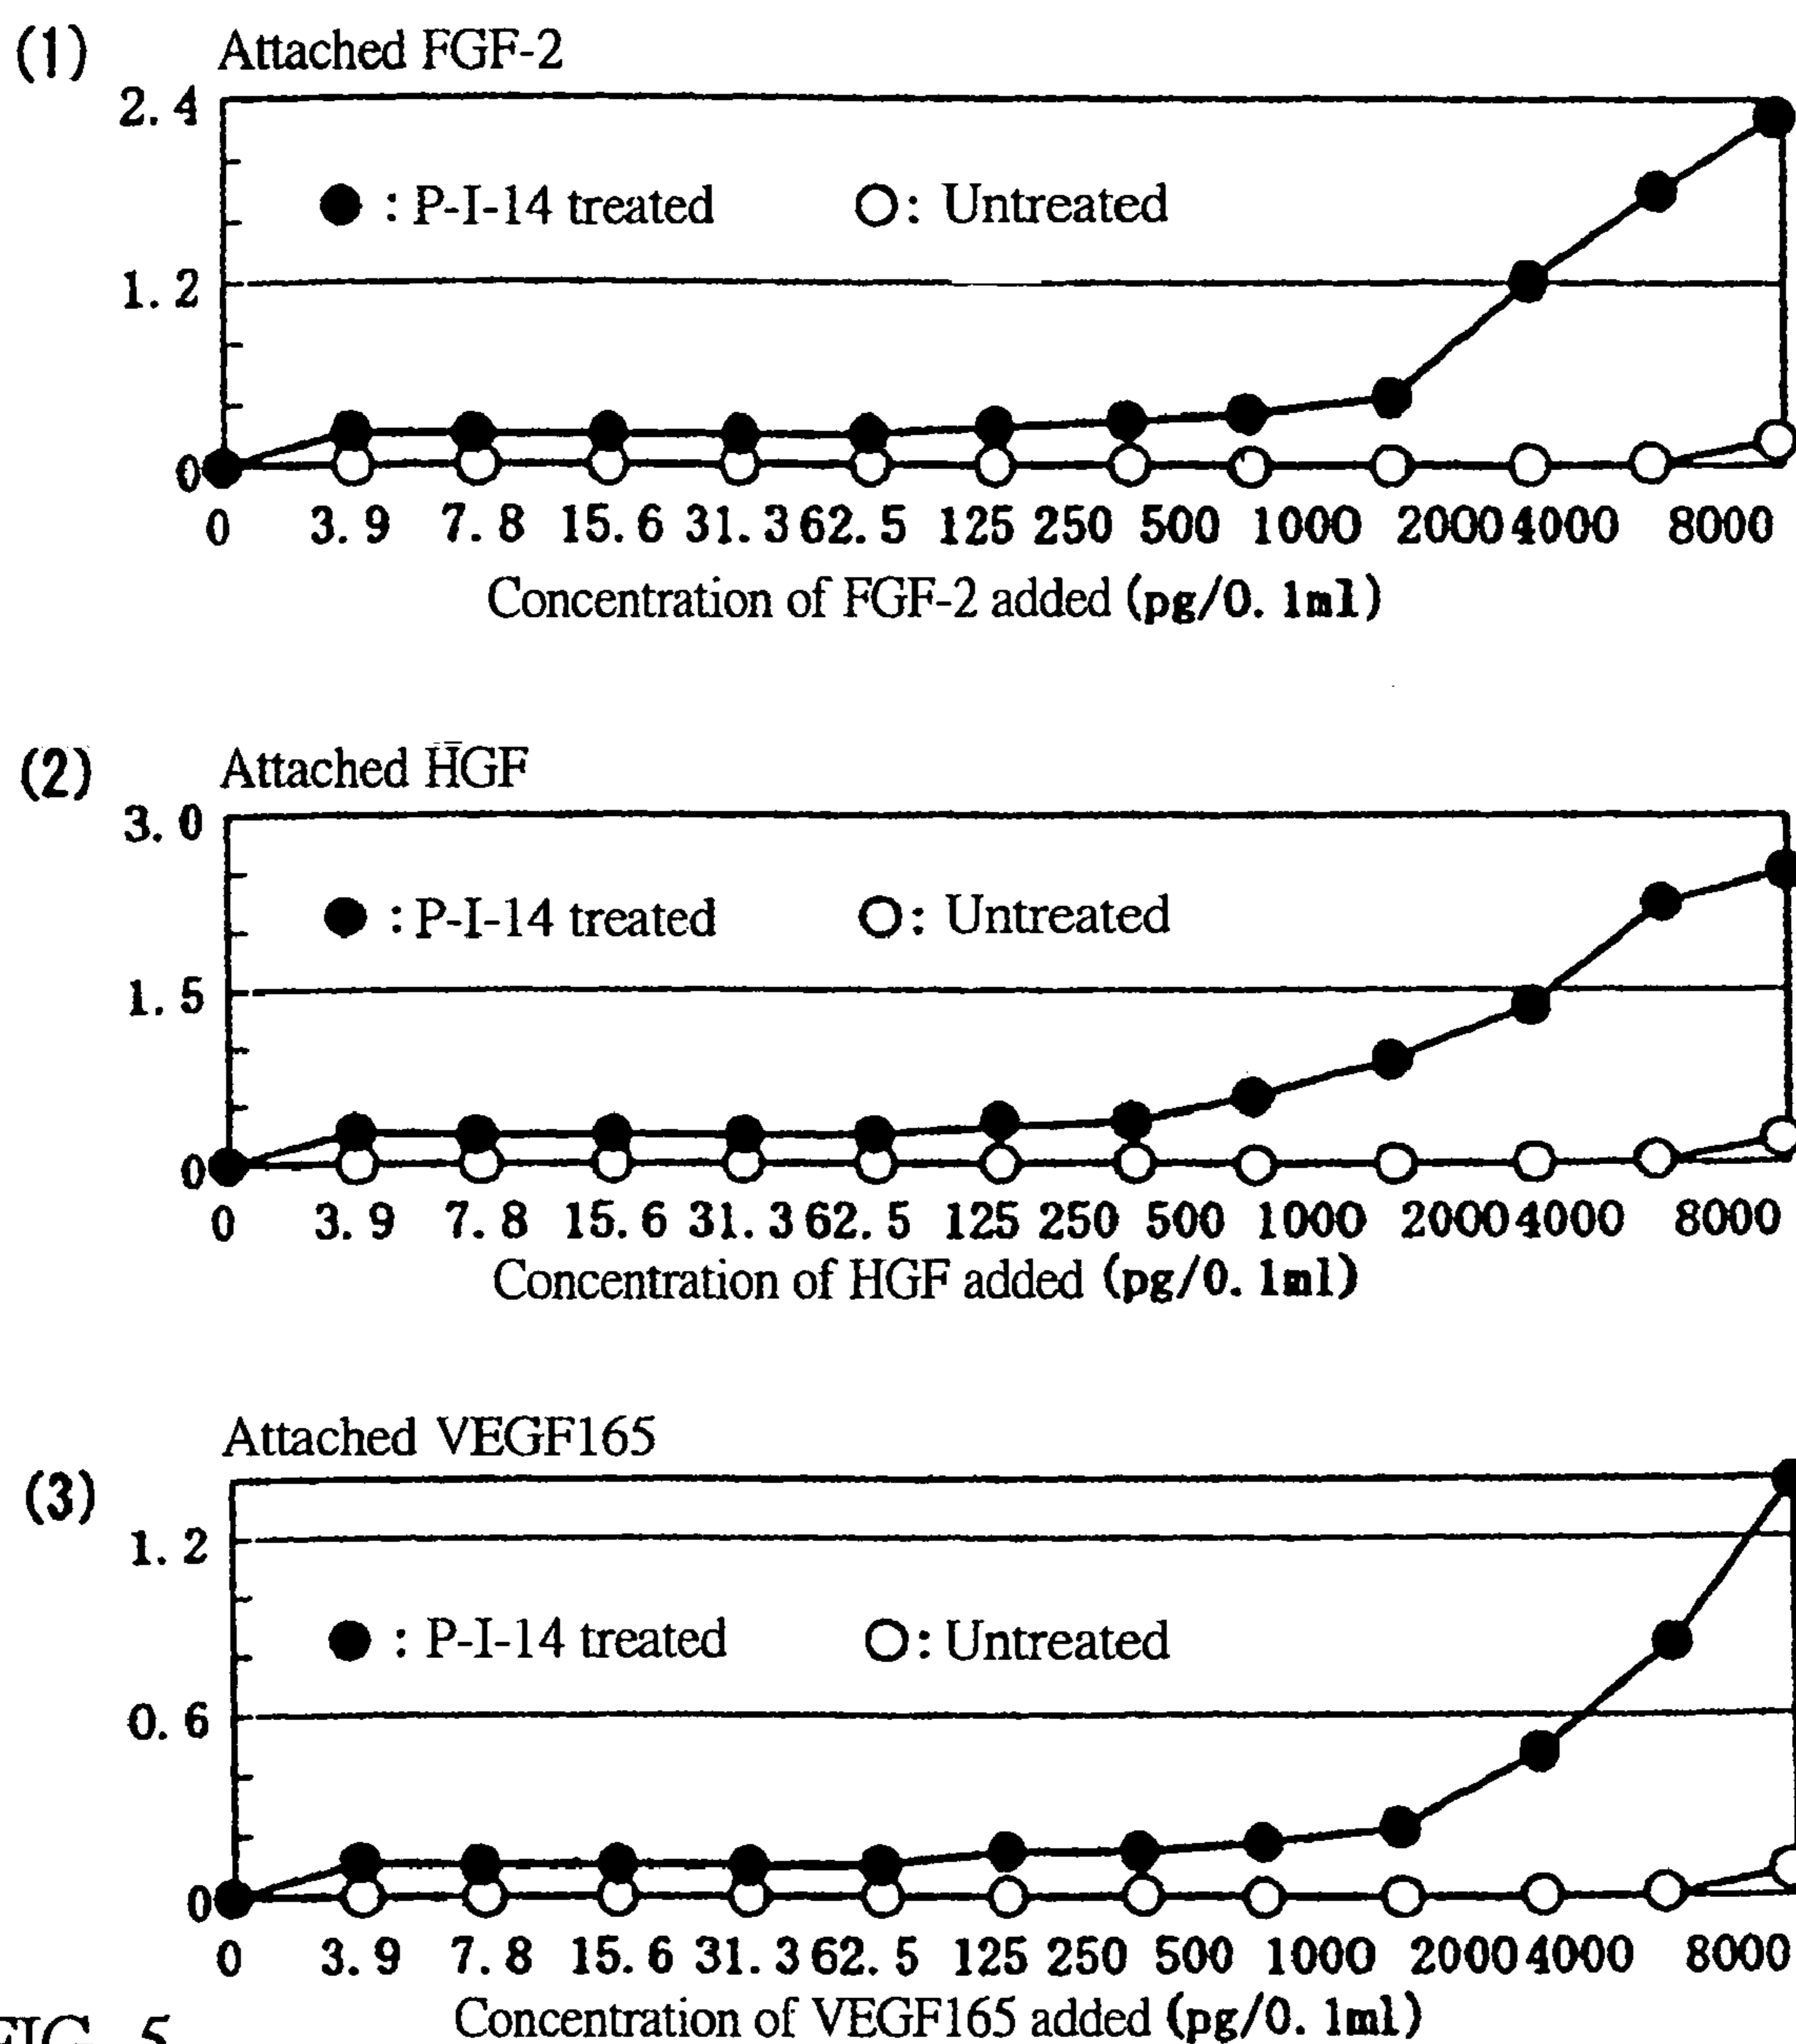 (1) Attached FGF-2
2.4
● : P-I-14 treated ○: Untreated
1.2
0
0 3.9 7.8 15.6 31.3 62.5 125 250 500 1000 2000 4000 8000
Concentration of FGF-2 added (pg/0.1ml)
(2) Attached HGF
3.0
● : P-I-14 treated ○: Untreated
1.5
0
0 3.9 7.8 15.6 31.3 62.5 125 250 500 1000 2000 4000 8000
Concentration of HGF added (pg/0.1ml)
Attached VEGF165
(3)
1.2
● : P-I-14 treated ○: Untreated
0.6
0
0 3.9 7.8 15.6 31.3 62.5 125 250 500 1000 2000 4000 8000
Concentration of VEGF165 added (pg/0.1ml)
FIG. 5